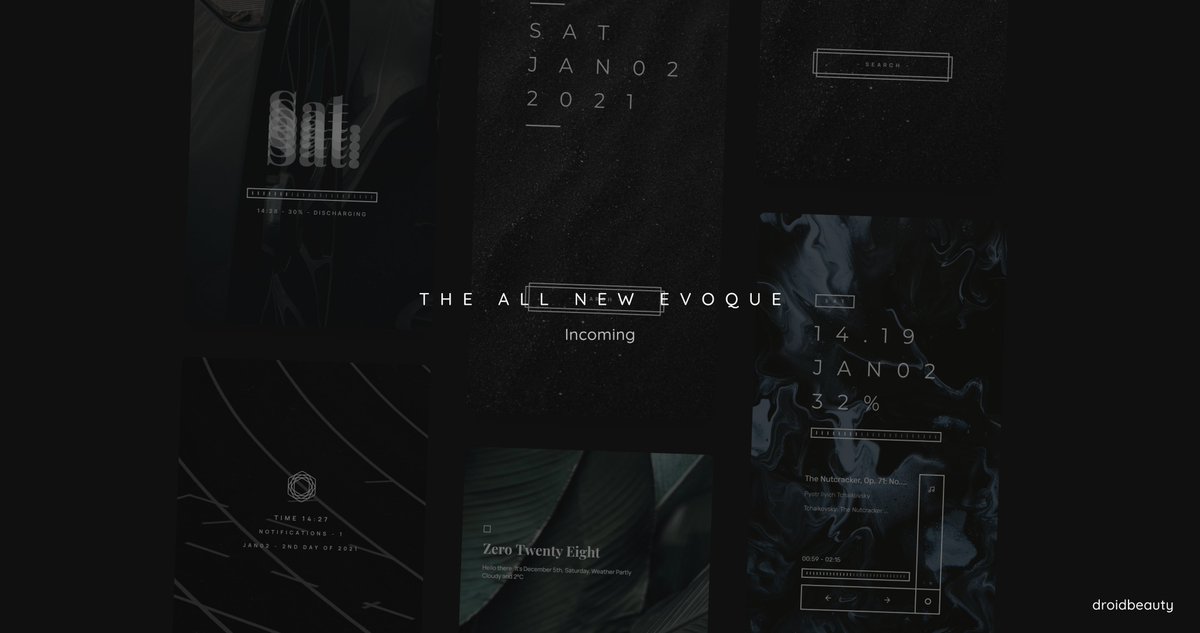 Sat.
14:28 - 30% - DISCHARGING
SAT
JAN02
2021
- SEARCH -
THE ALL NEW EVOQUE
Incoming
SAT
14.19
JAN02
32%
TIME 14:27
NOTIFICATIONS - 1
JAN02 - 2ND DAY OF 2021
Zero Twenty Eight
Hello there. It's December 5th, Saturday, Weather Partly
Cloudy and 2°C
The Nutcracker, Op. 71: No....
Pyotr Ilyich Tchaikovsky
Tchaikovsky: The Nutcracker ...
00:59 - 02:15
droidbeauty